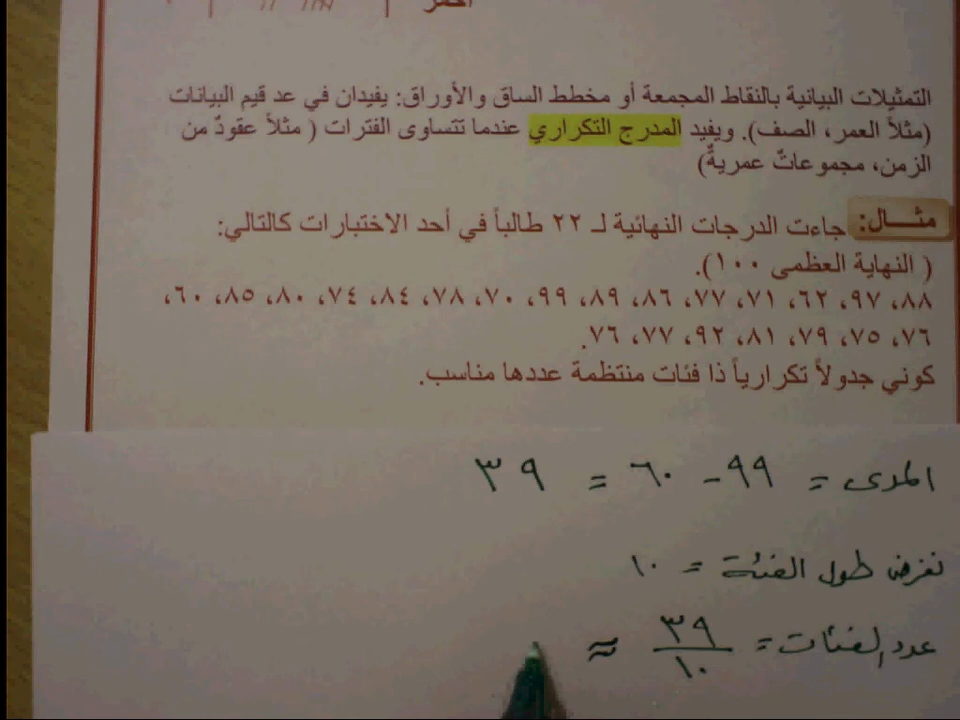 أحمر
التمثيلات البيانية بالنقاط المجمعة أو مخطط الساق والأوراق: يفيدان في عد قيم البيانات
(مثلاً العمر، الصف). ويفيد المدرج التكراري عندما تتساوى الفترات ( مثلاً عقودٌ من
الزمن، مجموعاتٌ عمريةٌ)
مثـــال: جاءت الدرجات النهائية لـ ٢٢ طالباً في أحد الاختبارات كالتالي:
( النهاية العظمى ١٠٠).
٨٨، ٩٧، ٦٢، ٧١، ٧٧، ٨٦، ٨٩، ٩٩، ٧٠، ٧٨، ٨٤، ٧٤، ٨٠، ٨٥، ٦٠،
٧٦، ٧٥، ٧٩، ٨١، ٩٢، ٧٧، ٧٦.
كوني جدولاً تكرارياً ذا فئات منتظمة عددها مناسب.
المدى = ٩٩ - ٦٠ = ٣٩
نفرض طول الفئة = ١٠
عدد الفئات = ٣٩/١٠ ≈